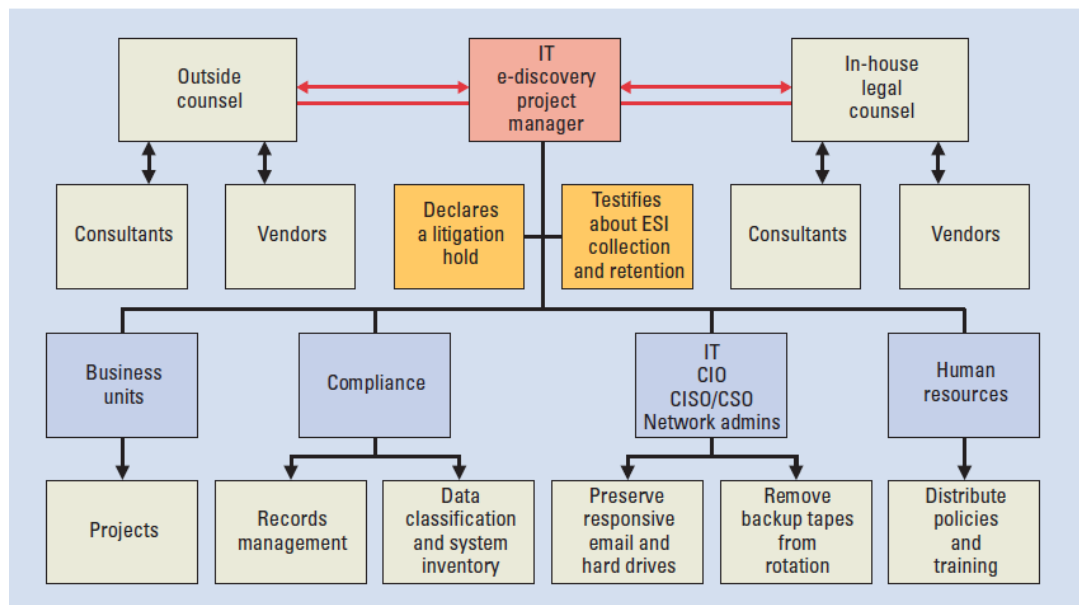 Outside
counsel
IT
e-discovery
project
manager
In-house
legal
counsel
Consultants
Vendors
Declares
a litigation
hold
Testifies
about ESI
collection
and retention
Consultants
Vendors
Business
units
Compliance
IT
CIO
CISO/CSO
Network admins
Human
resources
Projects
Records
management
Data
classification
and system
inventory
Preserve
responsive
email and
hard drives
Remove
backup tapes
from
rotation
Distribute
policies
and
training